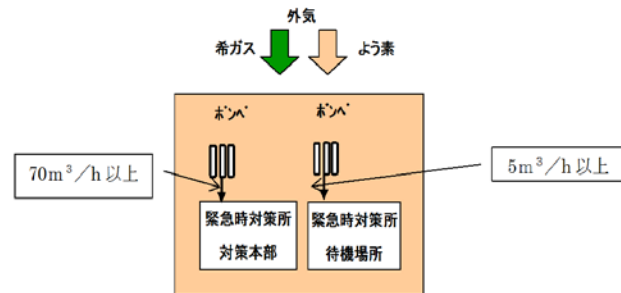 外気
希ガス
よう素
ボンベ
ボンベ
70m³/h以上
5m³/h以上
緊急時対策所
対策本部
緊急時対策所
待機場所